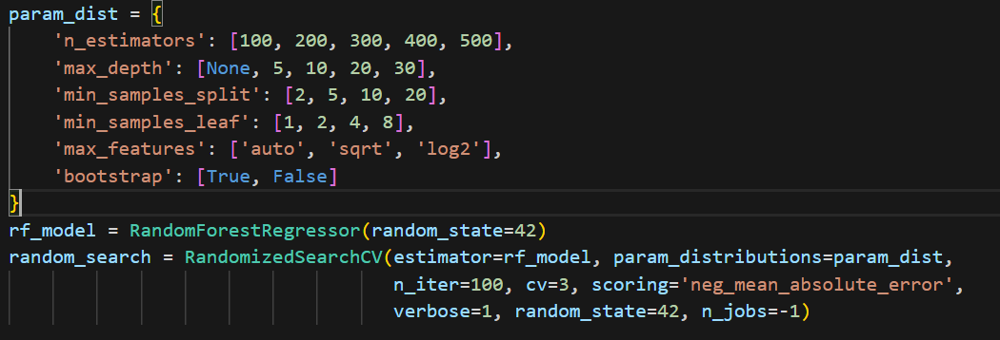 param_dist = {
    'n_estimators': [100, 200, 300, 400, 500],
    'max_depth': [None, 5, 10, 20, 30],
    'min_samples_split': [2, 5, 10, 20],
    'min_samples_leaf': [1, 2, 4, 8],
    'max_features': ['auto', 'sqrt', 'log2'],
    'bootstrap': [True, False]
}
rf_model = RandomForestRegressor(random_state=42)
random_search = RandomizedSearchCV(estimator=rf_model, param_distributions=param_dist,
                                   n_iter=100, cv=3, scoring='neg_mean_absolute_error',
                                   verbose=1, random_state=42, n_jobs=-1)